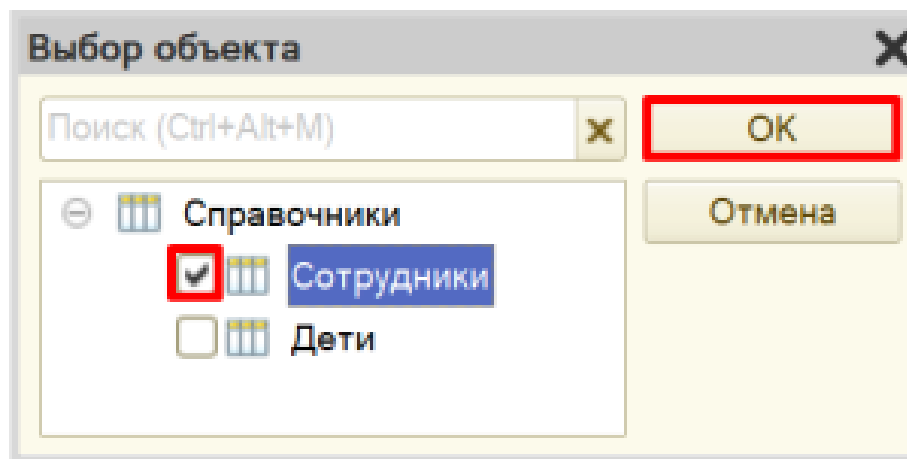 Выбор объекта
Поиск (Ctrl+Alt+M)
OK
Справочники
Отмена
Сотрудники
Дети